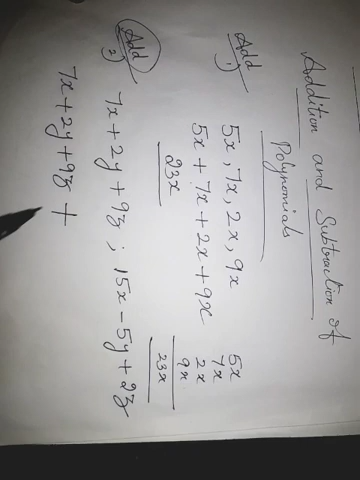 Addition and Subtraction of
Polynomials
Add
1) 5x, 7x, 2x, 9x
5x + 7x + 2x + 9x
23x
5x
7x
2x
9x
23x
Add
2) 7x + 2y + 9z ; 15x - 5y + 2z
7x + 2y + 9z +